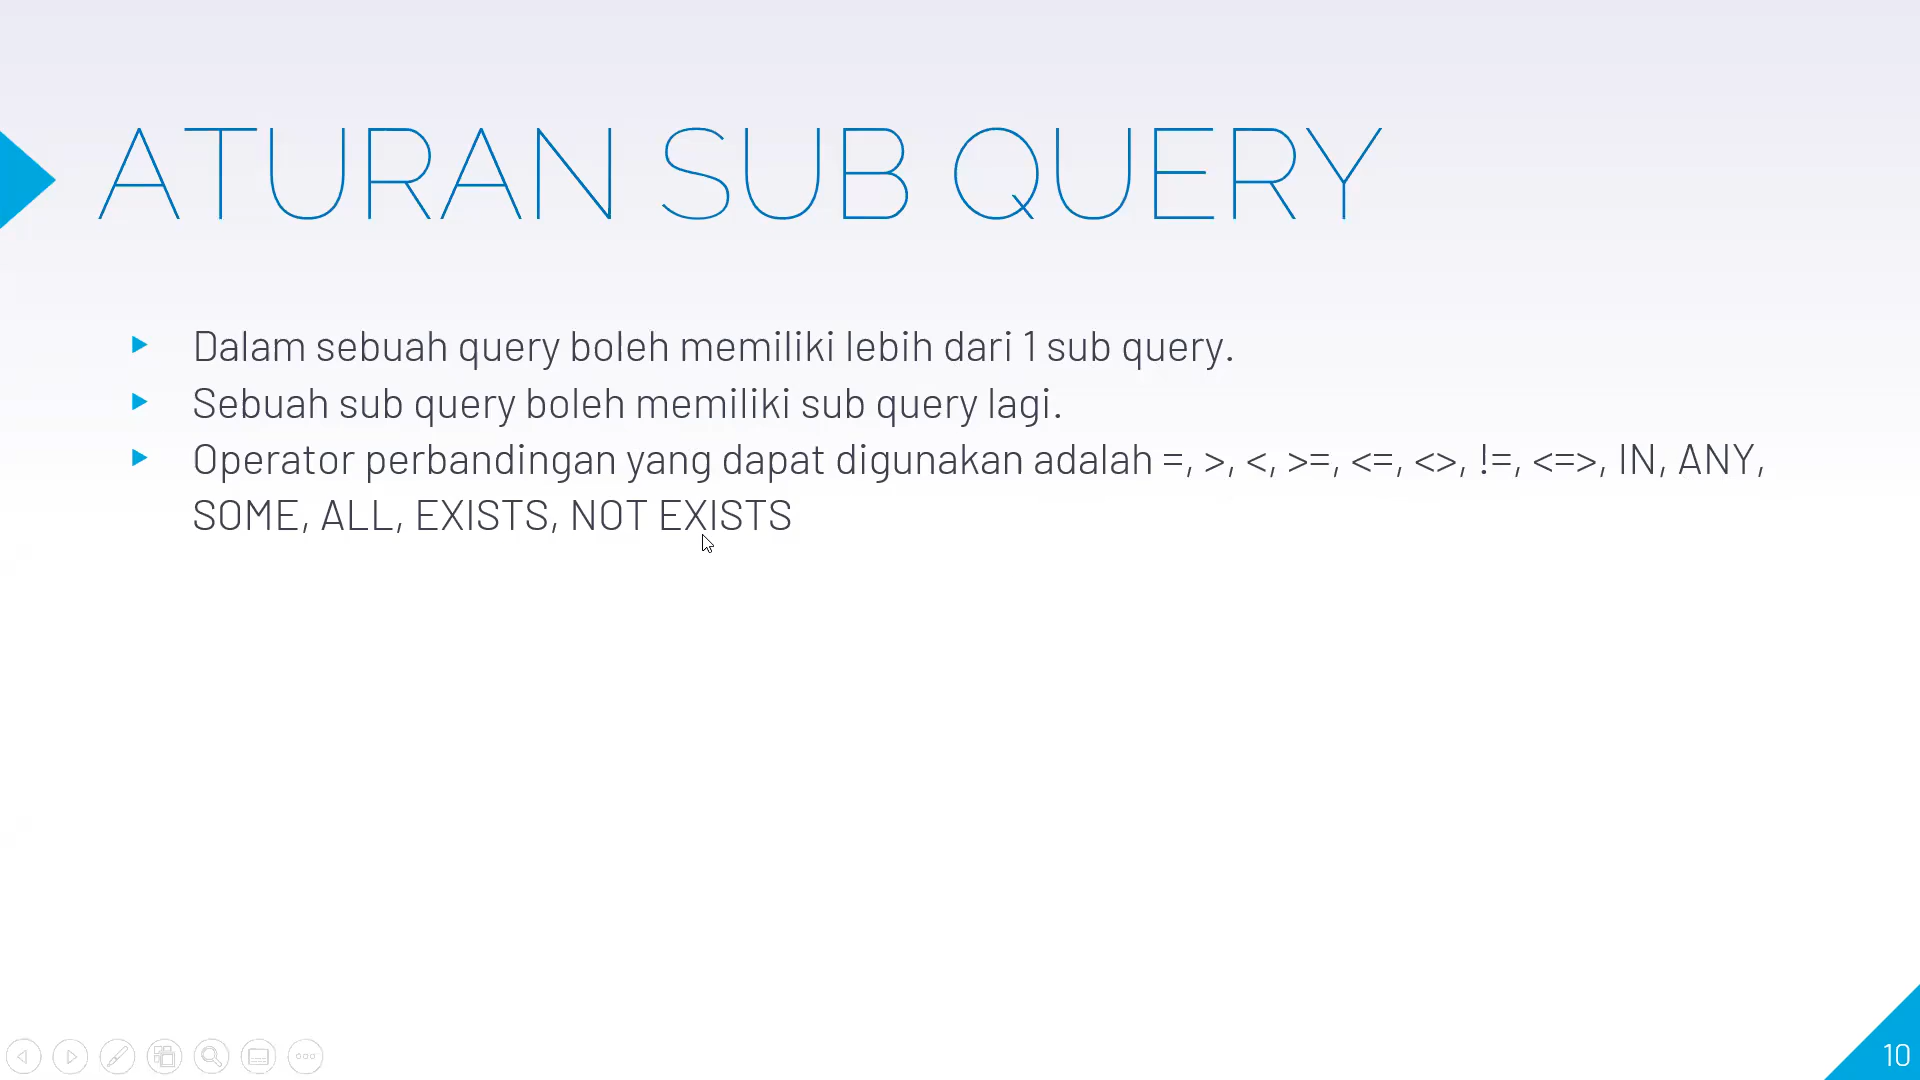 ATURAN SUB QUERY
Dalam sebuah query boleh memiliki lebih dari 1 sub query.
Sebuah sub query boleh memiliki sub query lagi.
Operator perbandingan yang dapat digunakan adalah =, >, <, >=, <=, <>, !=, <=>, IN, ANY,
SOME, ALL, EXISTS, NOT EXISTS
10